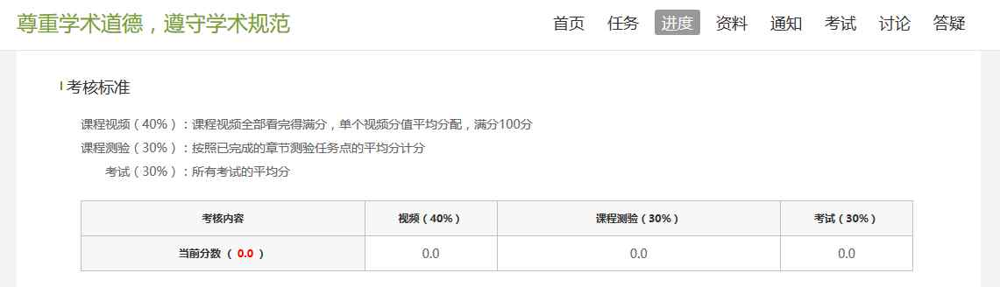 尊重学术道德，遵守学术规范
首页 任务 进度 资料 通知 考试 讨论 答疑
考核标准
课程视频（40%）：课程视频全部看完得满分，单个视频分值平均分配，满分100分
课程测验（30%）：按照已完成的章节测验任务点的平均分计分
考试（30%）：所有考试的平均分
考核内容 视频（40%） 课程测验（30%） 考试（30%）
当前分数（ 0.0 ） 0.0 0.0 0.0